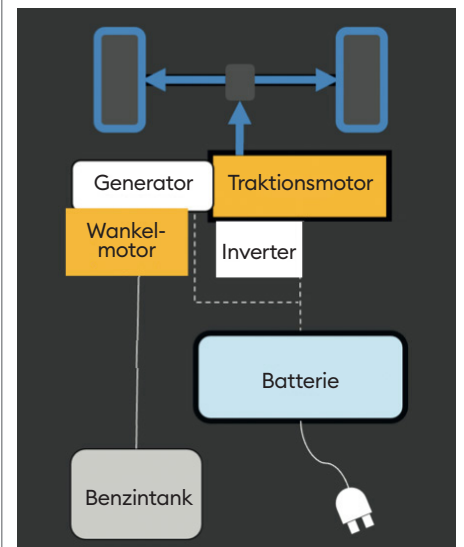 Generator
Traktionsmotor
Wankel-
motor
Inverter
Batterie
Benzintank